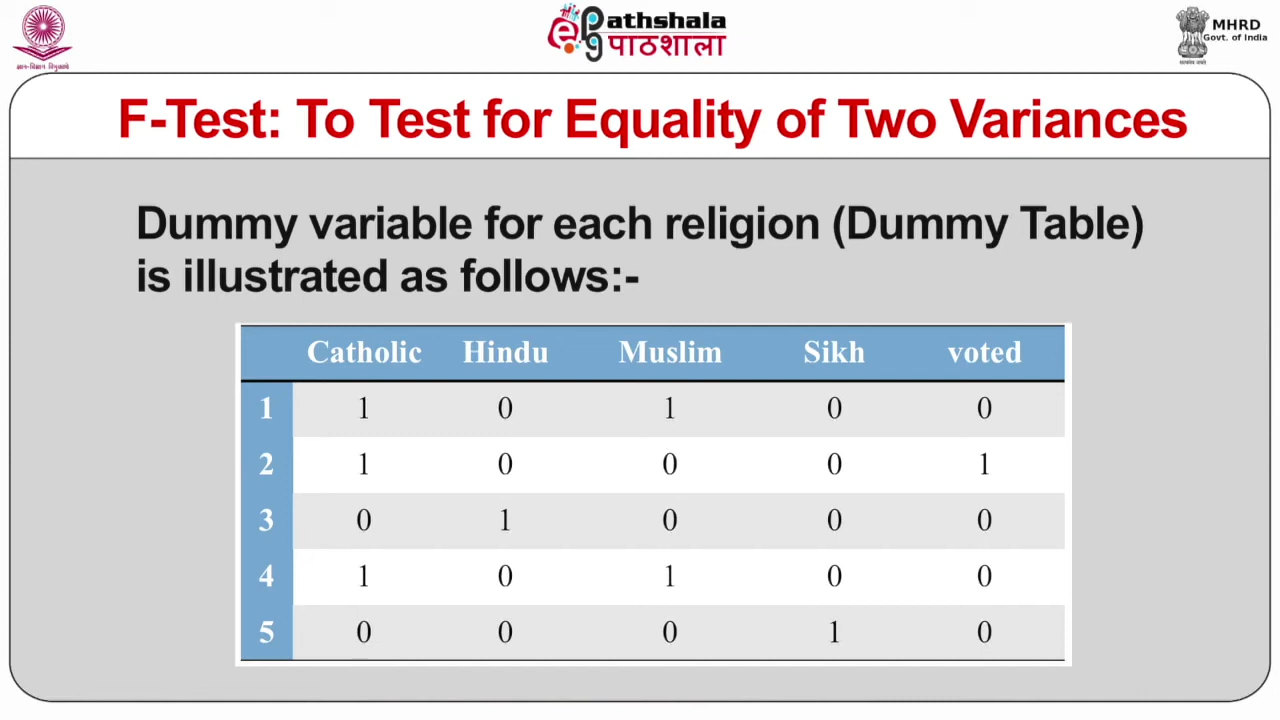 ePathshala
पाठशाला
MHRD
Govt. of India
F-Test: To Test for Equality of Two Variances
Dummy variable for each religion (Dummy Table)
is illustrated as follows:-
Catholic Hindu Muslim Sikh voted
1 1 0 1 0 0
2 1 0 0 0 1
3 0 1 0 0 0
4 1 0 1 0 0
5 0 0 0 1 0